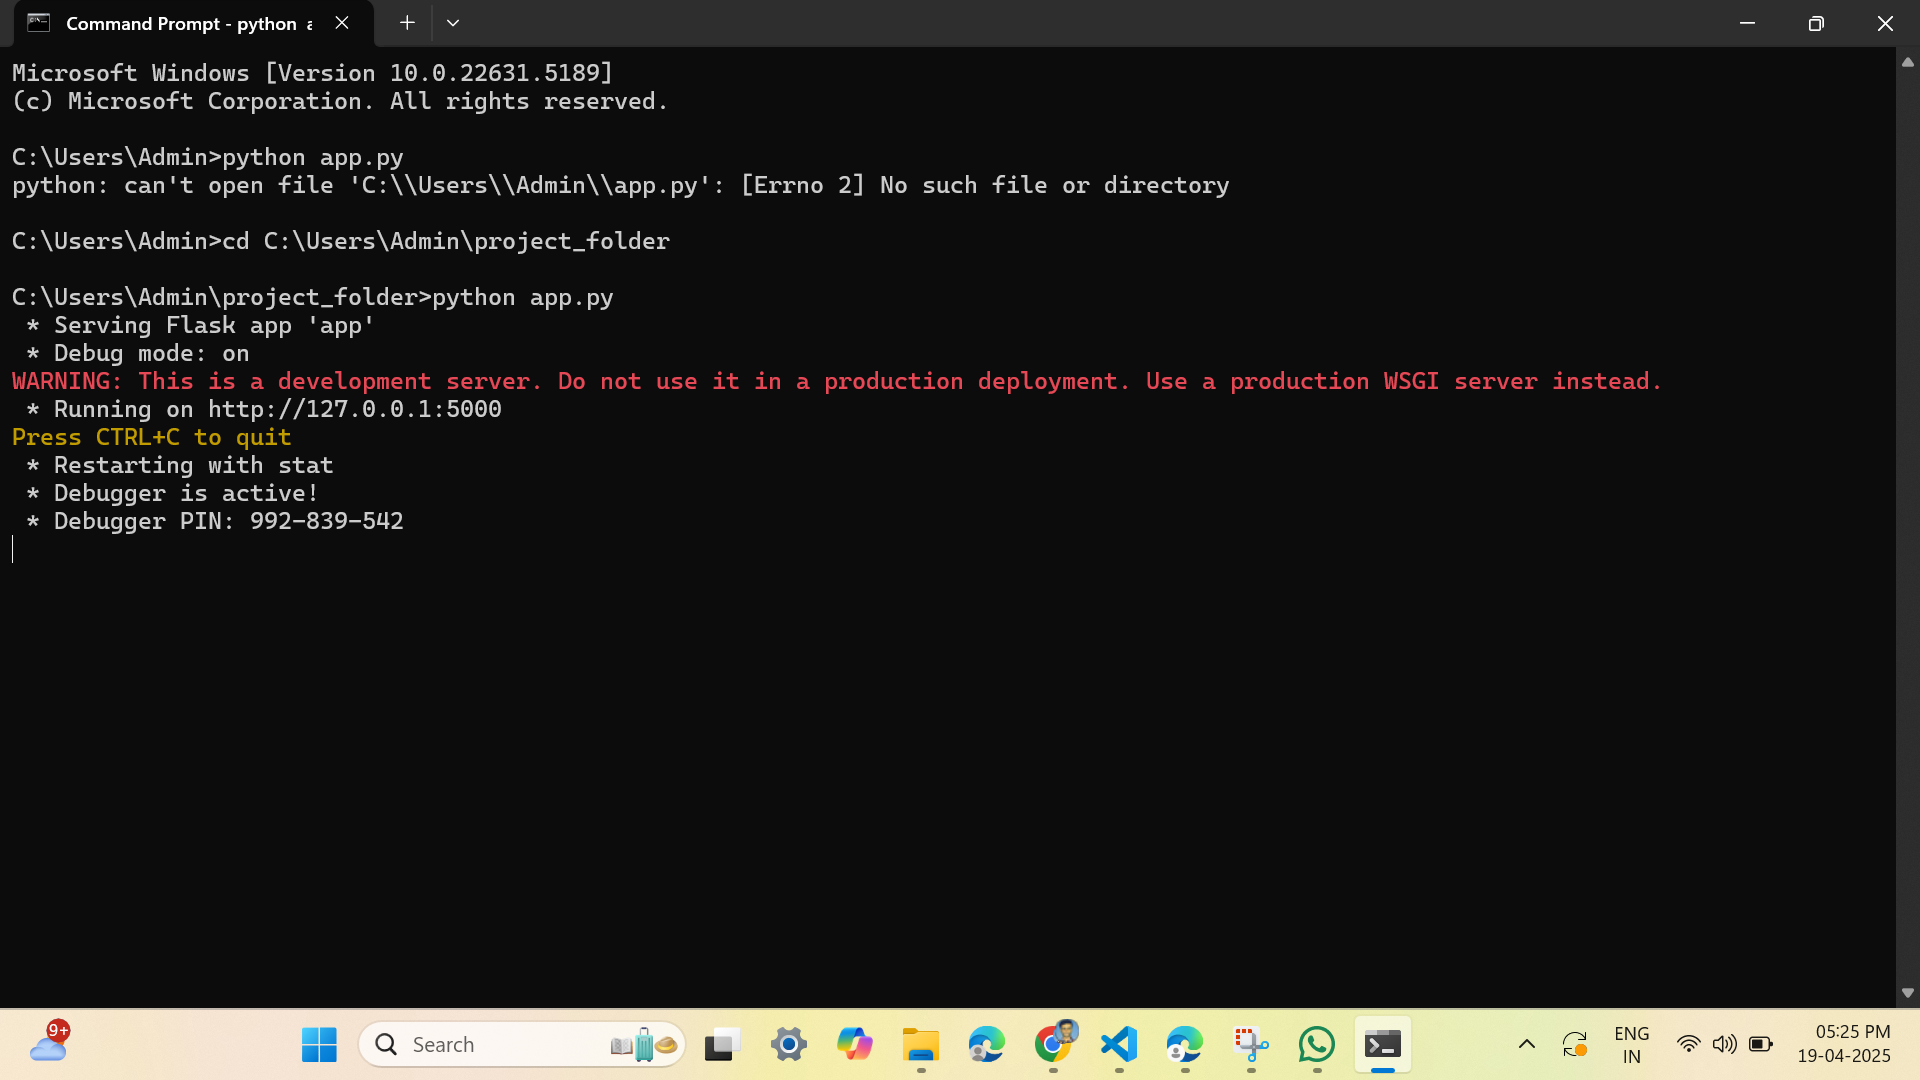 Command Prompt - python a
Microsoft Windows [Version 10.0.22631.5189]
(c) Microsoft Corporation. All rights reserved.
C:\Users\Admin>python app.py
python: can't open file 'C:\\Users\\Admin\\app.py': [Errno 2] No such file or directory
C:\Users\Admin>cd C:\Users\Admin\project_folder
C:\Users\Admin\project_folder>python app.py
* Serving Flask app 'app'
* Debug mode: on
WARNING: This is a development server. Do not use it in a production deployment. Use a production WSGI server instead.
* Running on http://127.0.0.1:5000
Press CTRL+C to quit
* Restarting with stat
* Debugger is active!
* Debugger PIN: 992-839-542
9+
Search
ENG
IN
05:25 PM
19-04-2025